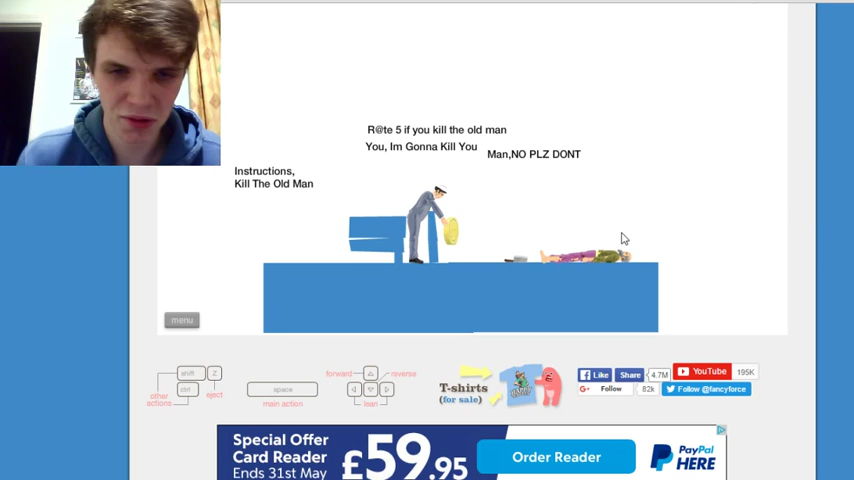 R@te 5 if you kill the old man
You, Im Gonna Kill You
Man,NO PLZ DONT
Instructions,
Kill The Old Man
menu
shift
Z
ctrl
eject
other
actions
space
main action
forward
reverse
lean
T-shirts
(for sale)
Like
Share
4.7M
YouTube
195K
Follow
82k
Follow @fancyforce
Special Offer
Card Reader
Ends 31st May
£59.95
Order Reader
PayPal
HERE